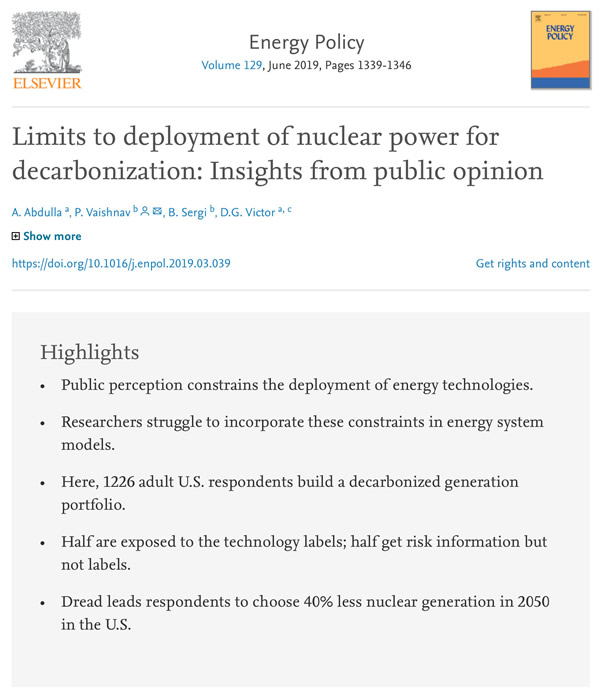 ELSEVIER
Energy Policy
Volume 129, June 2019, Pages 1339-1346
ENERGY
POLICY
Limits to deployment of nuclear power for
decarbonization: Insights from public opinion
A. Abdulla a, P. Vaishnav b, B. Sergi b, D.G. Victor a, c
Show more
https://doi.org/10.1016/j.enpol.2019.03.039
Get rights and content
Highlights
• Public perception constrains the deployment of energy technologies.
• Researchers struggle to incorporate these constraints in energy system
models.
• Here, 1226 adult U.S. respondents build a decarbonized generation
portfolio.
• Half are exposed to the technology labels; half get risk information but
not labels.
• Dread leads respondents to choose 40% less nuclear generation in 2050
in the U.S.